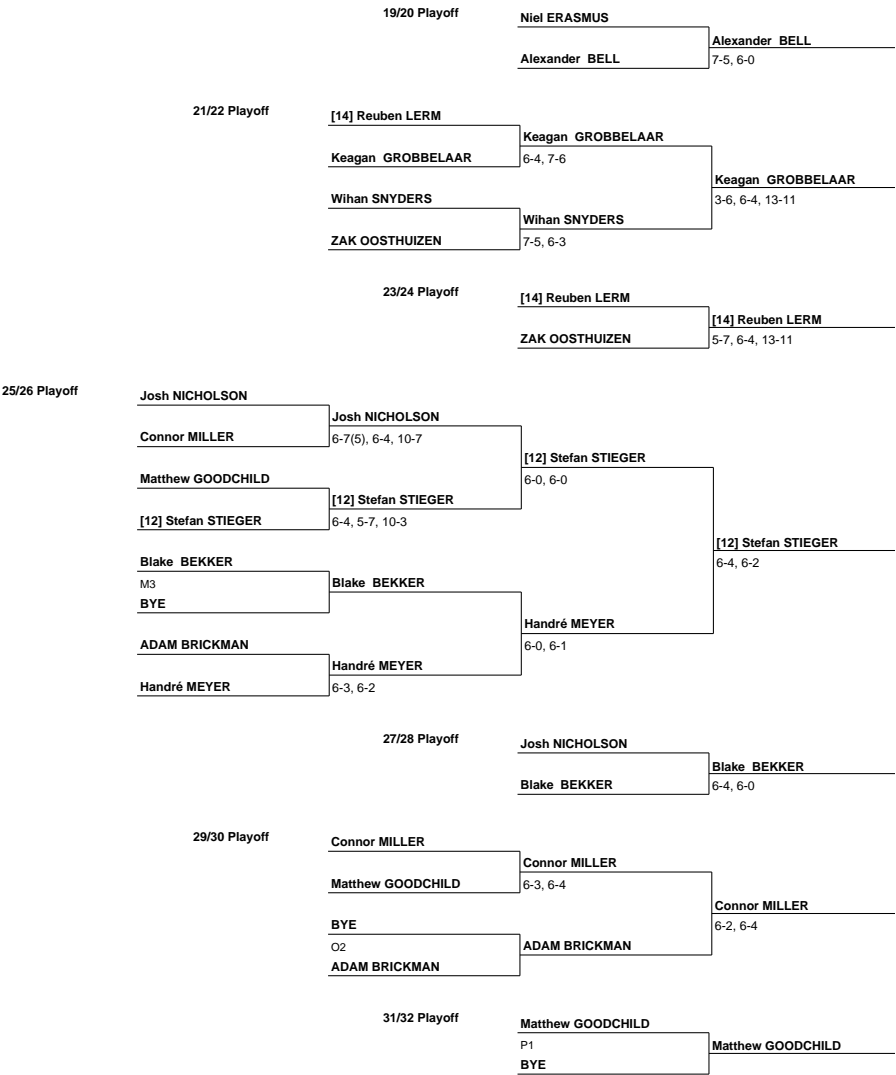 19/20 Playoff
Niel ERASMUS
Alexander  BELL
Alexander  BELL
7-5, 6-0
21/22 Playoff
[14] Reuben LERM
Keagan  GROBBELAAR
Keagan  GROBBELAAR
6-4, 7-6
Keagan  GROBBELAAR
Wihan SNYDERS
3-6, 6-4, 13-11
Wihan SNYDERS
ZAK OOSTHUIZEN
7-5, 6-3
23/24 Playoff
[14] Reuben LERM
[14] Reuben LERM
ZAK OOSTHUIZEN
5-7, 6-4, 13-11
25/26 Playoff
Josh NICHOLSON
Josh NICHOLSON
Connor MILLER
6-7(5), 6-4, 10-7
[12] Stefan STIEGER
Matthew GOODCHILD
6-0, 6-0
[12] Stefan STIEGER
[12] Stefan STIEGER
6-4, 5-7, 10-3
[12] Stefan STIEGER
Blake  BEKKER
6-4, 6-2
M3
Blake  BEKKER
BYE
Handré MEYER
ADAM BRICKMAN
6-0, 6-1
Handré MEYER
Handré MEYER
6-3, 6-2
27/28 Playoff
Josh NICHOLSON
Blake  BEKKER
Blake  BEKKER
6-4, 6-0
29/30 Playoff
Connor MILLER
Connor MILLER
Matthew GOODCHILD
6-3, 6-4
Connor MILLER
BYE
6-2, 6-4
O2
ADAM BRICKMAN
ADAM BRICKMAN
31/32 Playoff
Matthew GOODCHILD
P1
Matthew GOODCHILD
BYE